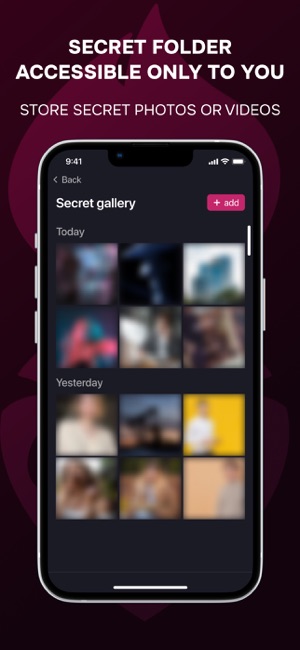 SECRET FOLDER
ACCESSIBLE ONLY TO YOU
STORE SECRET PHOTOS OR VIDEOS
9:41
Back
Secret gallery
+ add
Today
Yesterday